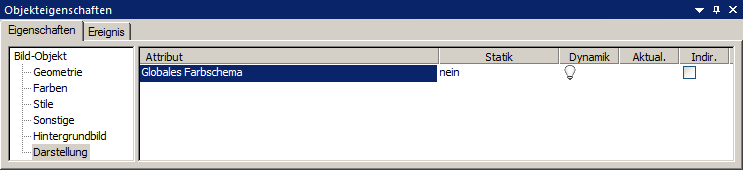 Objekteigenschaften
Eigenschaften Ereignis
Bild-Objekt
Geometrie
Farben
Stile
Sonstige
Hintergrundbild
Darstellung
Attribut Statik Dynamik Aktual. Indir.
Globales Farbschema nein